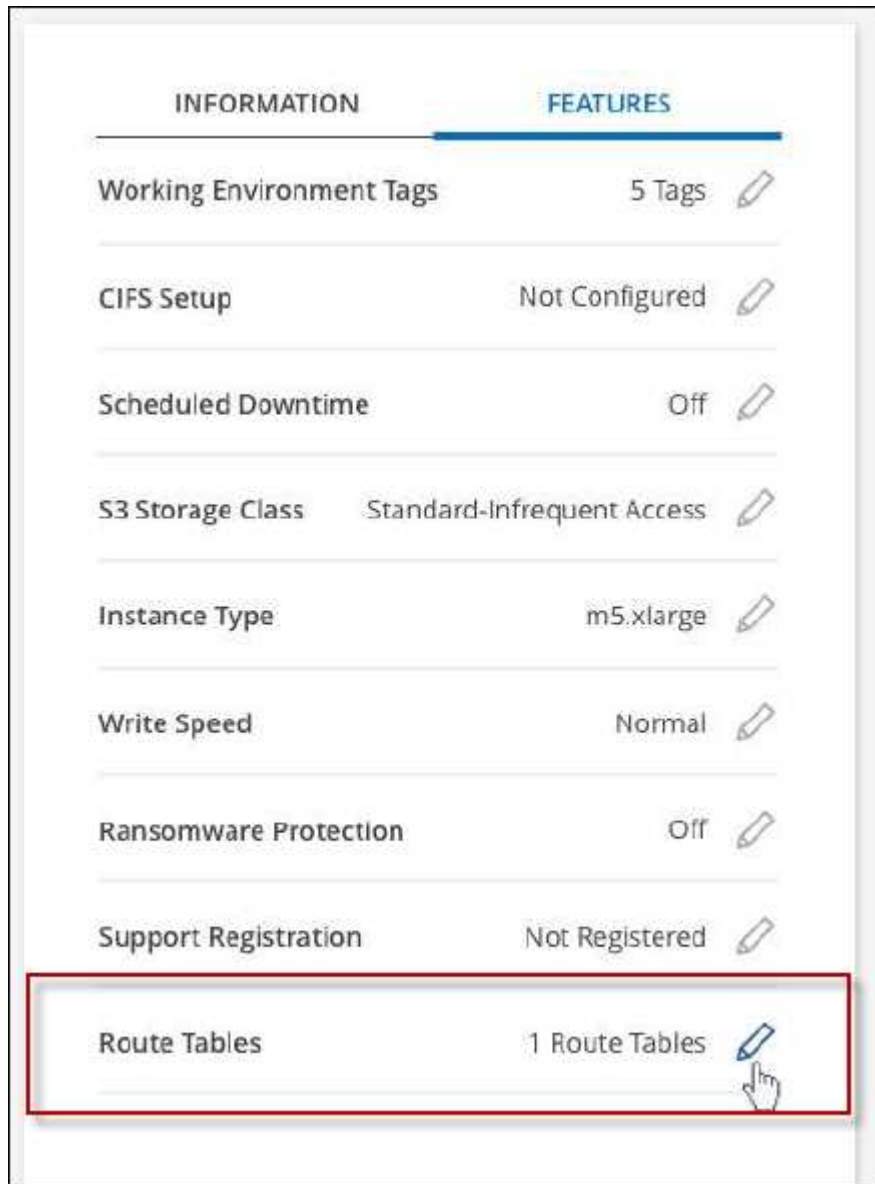 INFORMATION FEATURES
Working Environment Tags 5 Tags
CIFS Setup Not Configured
Scheduled Downtime Off
S3 Storage Class Standard-Infrequent Access
Instance Type m5.xlarge
Write Speed Normal
Ransomware Protection Off
Support Registration Not Registered
Route Tables 1 Route Tables